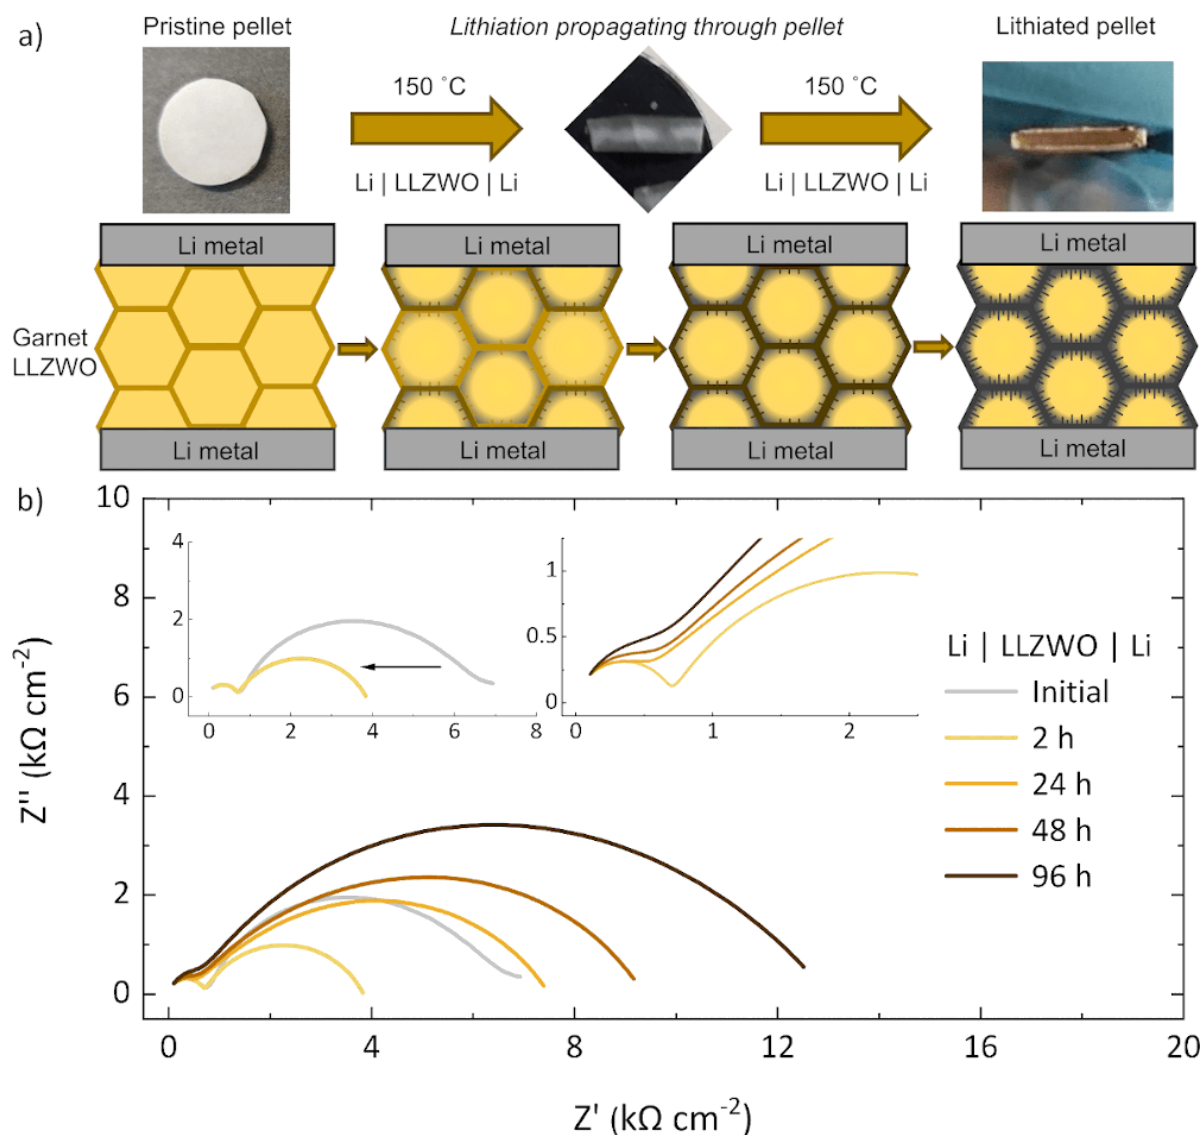 a)
Pristine pellet
Lithiation propagating through pellet
Lithiated pellet
150 ˚C
150 ˚C
Li | LLZWO | Li
Li | LLZWO | Li
Li metal
Li metal
Li metal
Li metal
Garnet
LLZWO
Li metal
Li metal
Li metal
Li metal
b)
10
8
6
4
2
0
Z'' (kΩ cm⁻²)
4
2
0
0 2 4 6 8
1
0.5
0
0 1 2
Li | LLZWO | Li
Initial
2 h
24 h
48 h
96 h
0 4 8 12 16 20
Z' (kΩ cm⁻²)